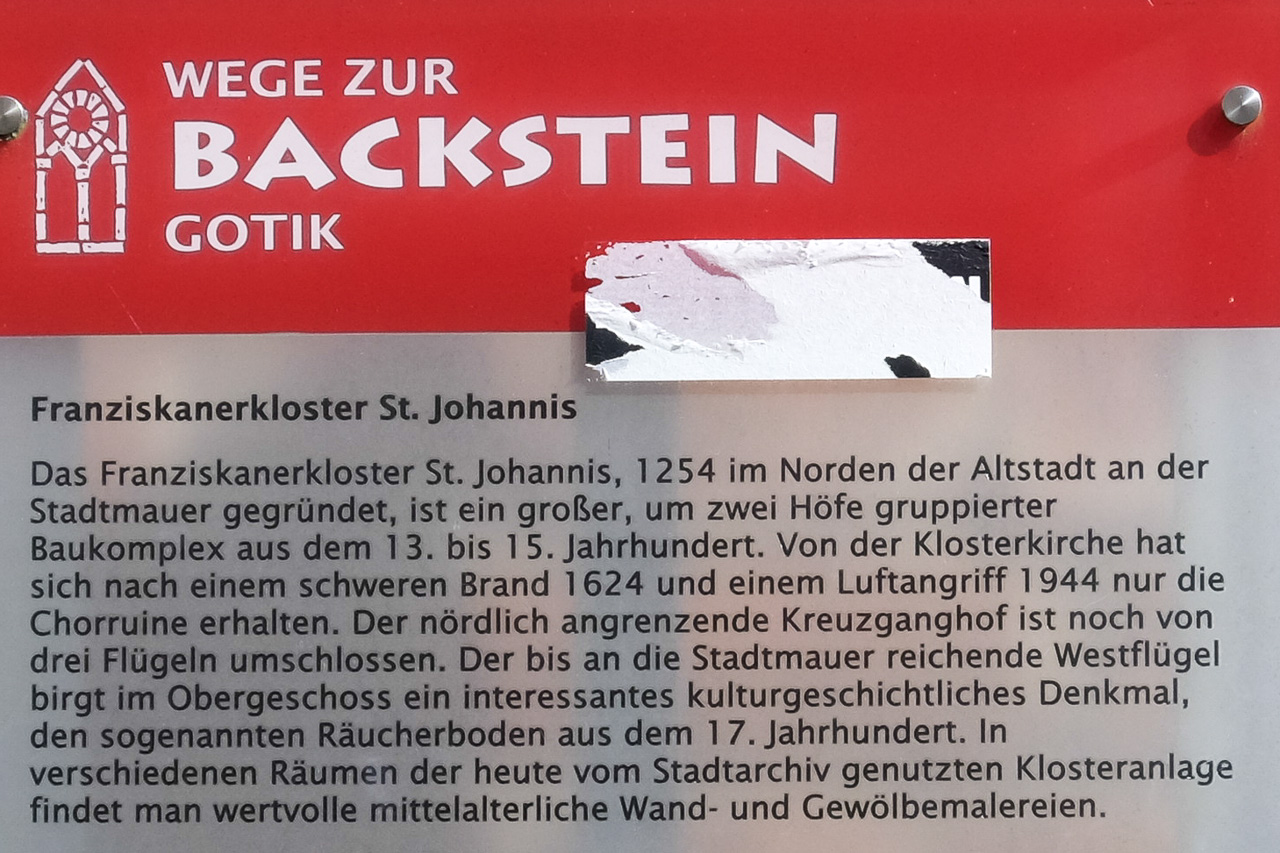 WEGE ZUR
BACKSTEIN
GOTIK
Franziskanerkloster St. Johannis
Das Franziskanerkloster St. Johannis, 1254 im Norden der Altstadt an der
Stadtmauer gegründet, ist ein großer, um zwei Höfe gruppierter
Baukomplex aus dem 13. bis 15. Jahrhundert. Von der Klosterkirche hat
sich nach einem schweren Brand 1624 und einem Luftangriff 1944 nur die
Chorruine erhalten. Der nördlich angrenzende Kreuzganghof ist noch von
drei Flügeln umschlossen. Der bis an die Stadtmauer reichende Westflügel
birgt im Obergeschoss ein interessantes kulturgeschichtliches Denkmal,
den sogenannten Räucherboden aus dem 17. Jahrhundert. In
verschiedenen Räumen der heute vom Stadtarchiv genutzten Klosteranlage
findet man wertvolle mittelalterliche Wand- und Gewölbemalereien.